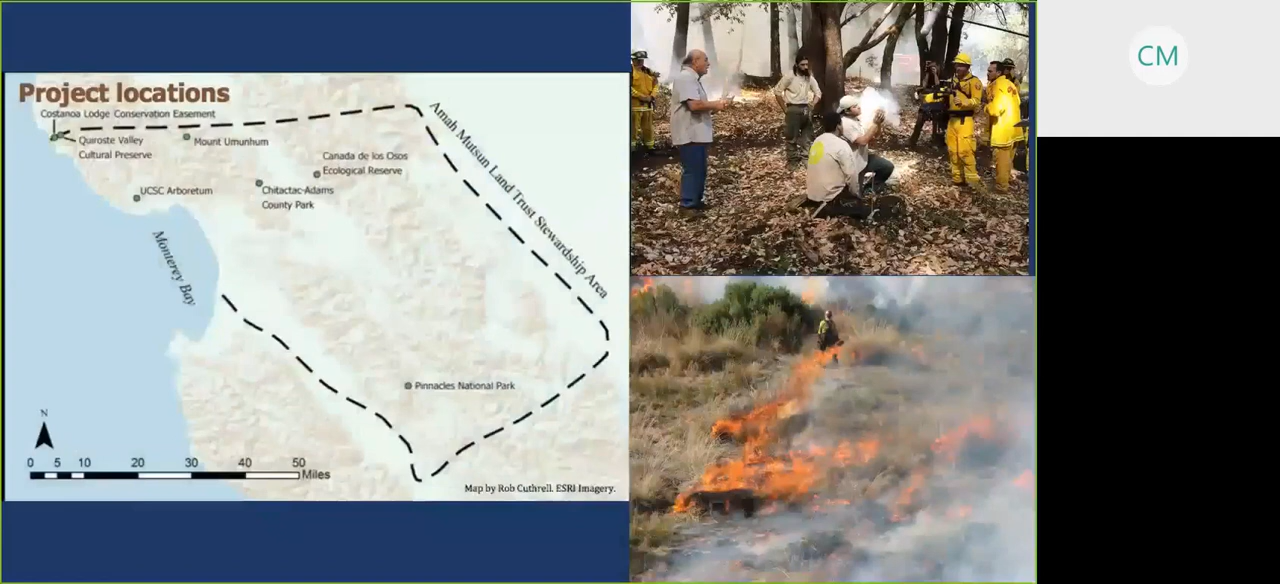 Project locations
Costanoa Lodge Conservation Easement
Quiroste Valley
Cultural Preserve
Mount Umunhum
Canada de los Osos
Ecological Reserve
UCSC Arboretum
Chitactac-Adams
County Park
Amah Mutsun Land Trust Stewardship Area
Monterey Bay
Pinnacles National Park
N
0 5 10 20 30 40 50
Miles
Map by Rob Cuthrell. ESRI Imagery.
CM